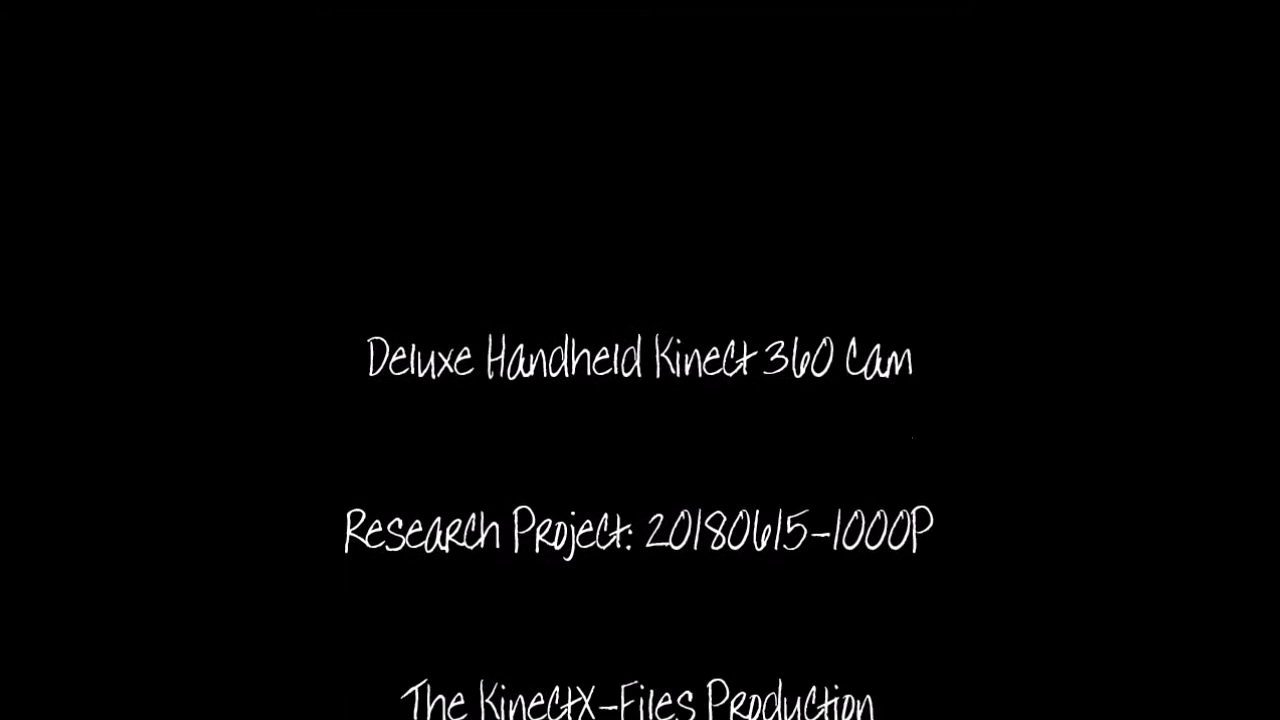 Deluxe Handheld Kinect 360 Cam
Research Project: 20180615-1000P
The KinectX-Files Production